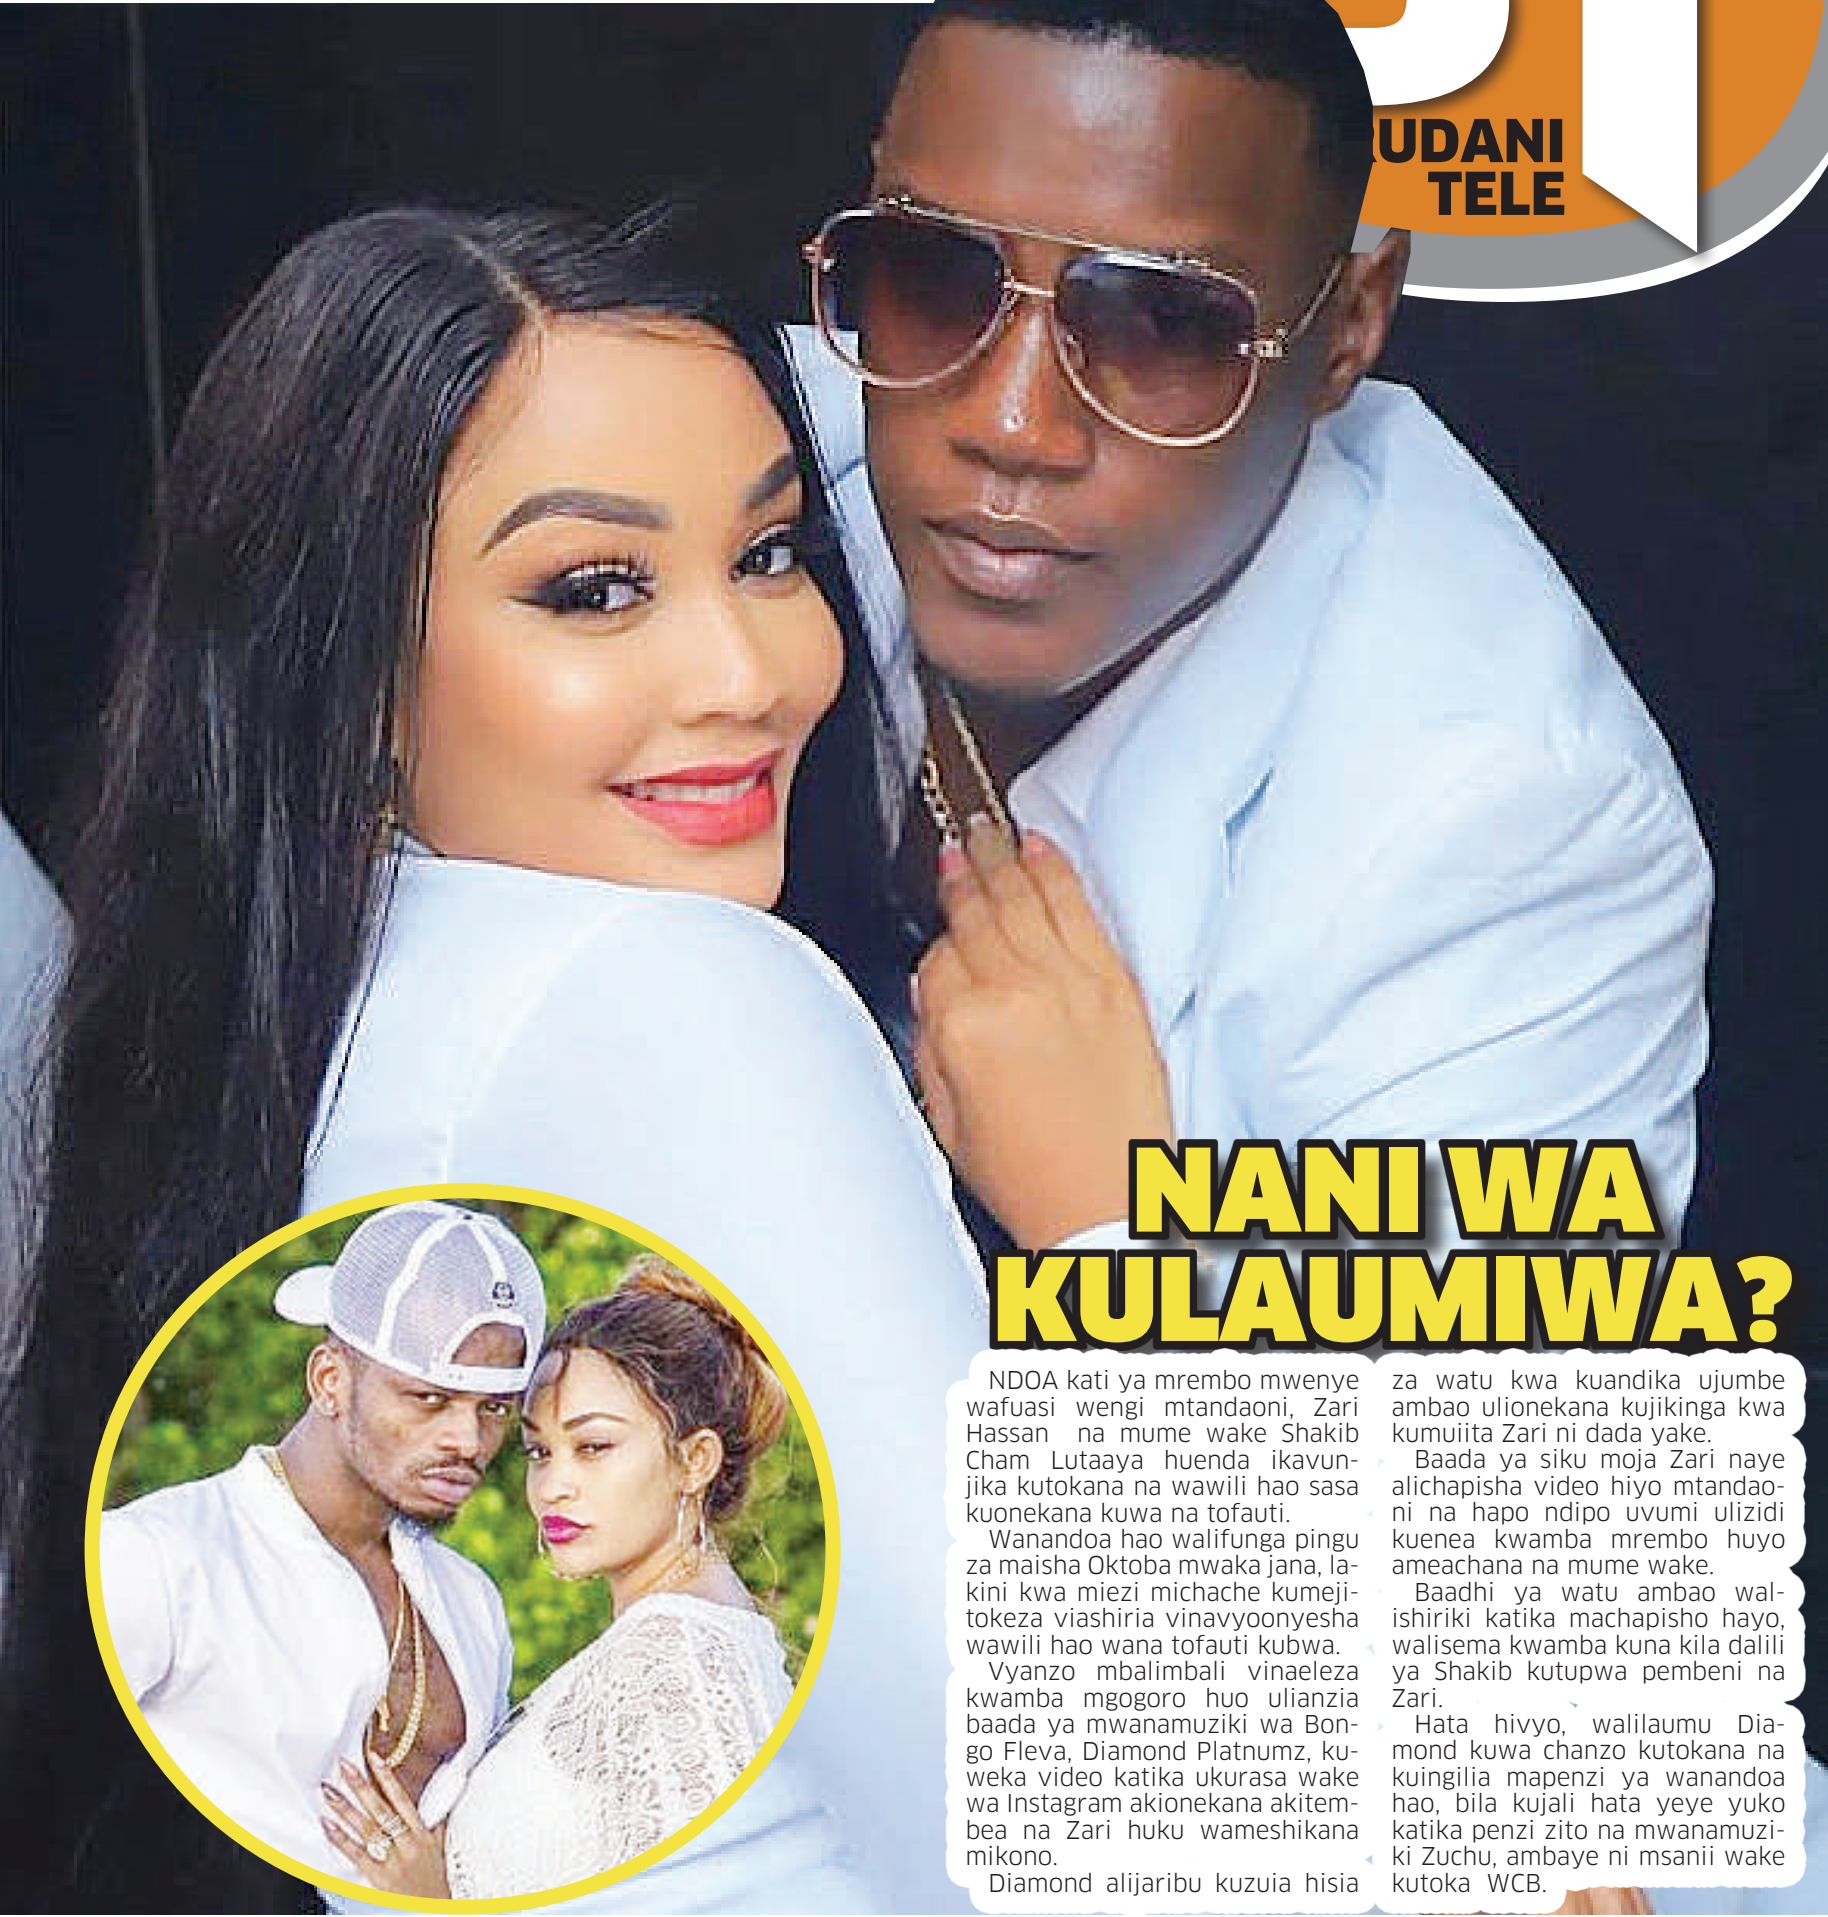 TELE
NANI WA
KULAUMIWA?
NDOA kati ya mrembo mwenye
wafuasi wengi mtandaoni, Zari
Hassan na mume wake Shakib
Cham Lutaaya huenda ikavun-
jika kutokana na wawili hao sasa
kuonekana kuwa na tofauti.
Wanandoa hao walifunga pingu
za maisha Oktoba mwaka jana, la-
kini kwa miezi michache kumeji-
tokeza viashiria vinavyoonyesha
wawili hao wana tofauti kubwa.
Vyanzo mbalimbali vinaeleza
kwamba mgogoro huo ulianzia
baada ya mwanamuziki wa Bon-
go Fleva, Diamond Platnumz, ku-
weka video katika ukurasa wake
wa Instagram akionekana akitem-
bea na Zari huku wameshikana
mikono.
Diamond alijaribu kuzuia hisia
za watu kwa kuandika ujumbe
ambao ulionekana kujikinga kwa
kumuiita Zari ni dada yake.
Baada ya siku moja Zari naye
alichapisha video hiyo mtandao-
ni na hapo ndipo uvumi ulizidi
kuenea kwamba mrembo huyo
ameachana na mume wake.
Baadhi ya watu ambao wal-
ishiriki katika machapisho hayo,
walisema kwamba kuna kila dalili
ya Shakib kutupwa pembeni na
Zari.
Hata hivyo, walilaumu Dia-
mond kuwa chanzo kutokana na
kuingilia mapenzi ya wanandoa
hao, bila kujali hata yeye yuko
katika penzi zito na mwanamuzi-
ki Zuchu, ambaye ni msanii wake
kutoka WCB.